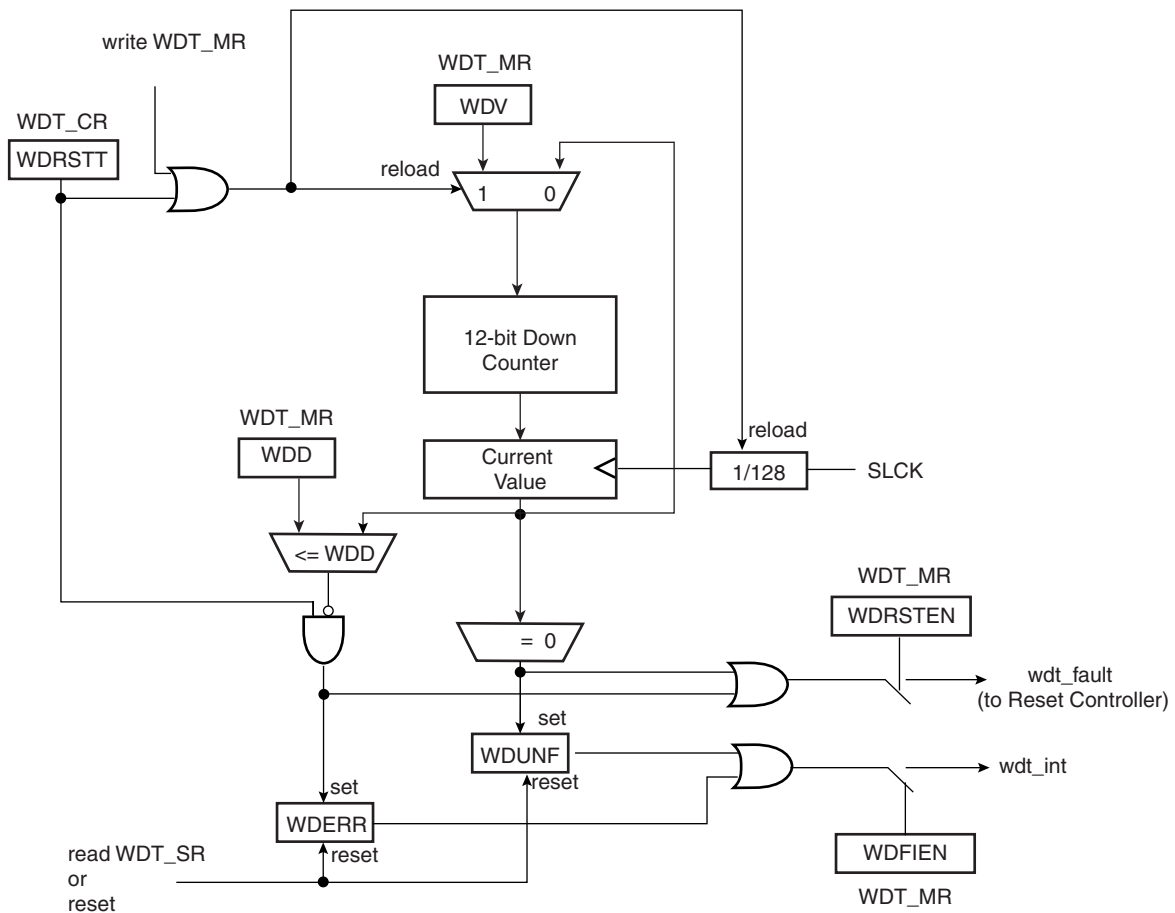 write WDT_MR
WDT_MR
WDV
WDT_CR
WDRSTT
reload
1 0
12-bit Down
Counter
WDT_MR
WDD
Current
Value
reload
1/128
SLCK
<= WDD
= 0
WDT_MR
WDRSTEN
wdt_fault
(to Reset Controller)
set
WDUNF
reset
wdt_int
set
WDERR
reset
read WDT_SR
or
reset
WDFIEN
WDT_MR